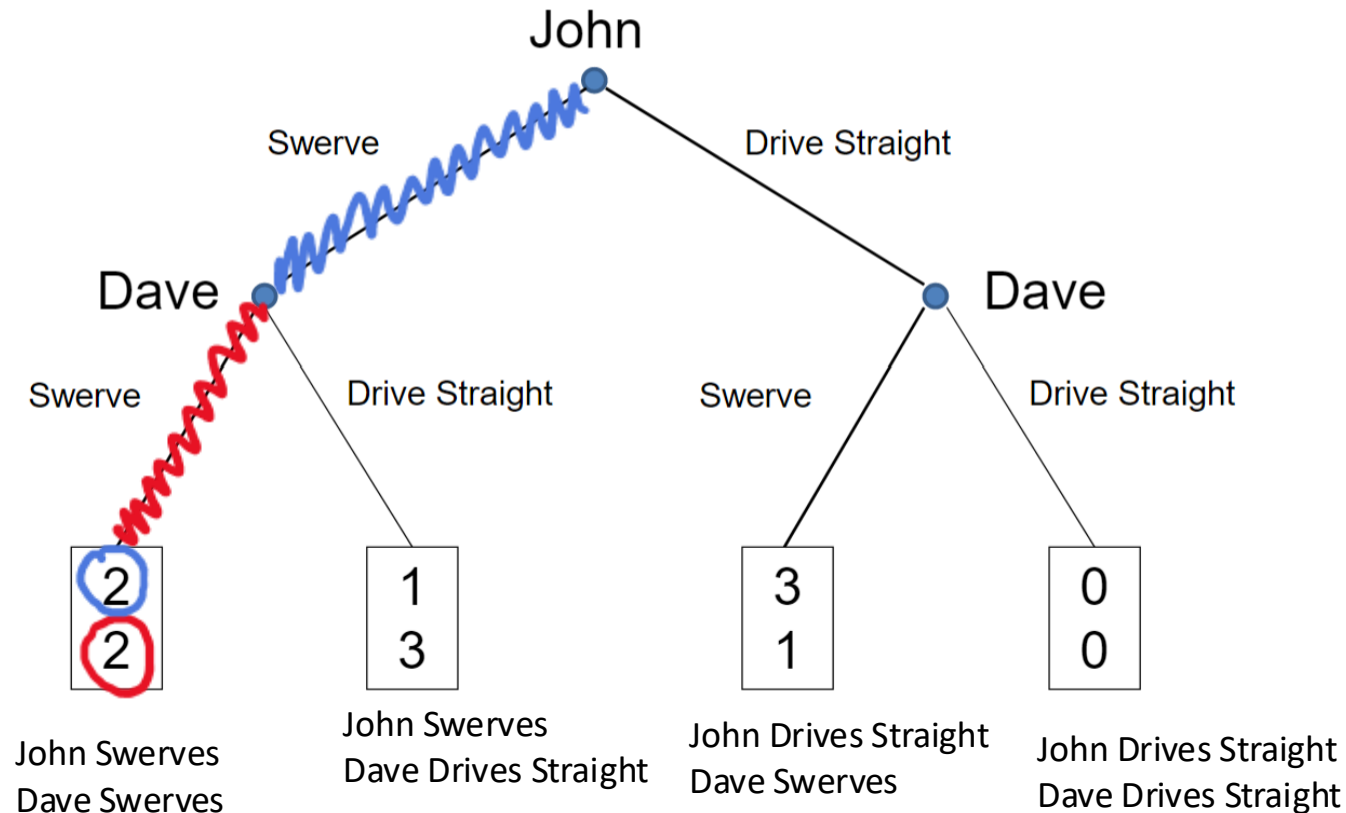 John
Swerve
Drive Straight
Dave
Dave
Swerve
Drive Straight
Swerve
Drive Straight
2
2
1
3
3
1
0
0
John Swerves
Dave Swerves
John Swerves
Dave Drives Straight
John Drives Straight
Dave Swerves
John Drives Straight
Dave Drives Straight